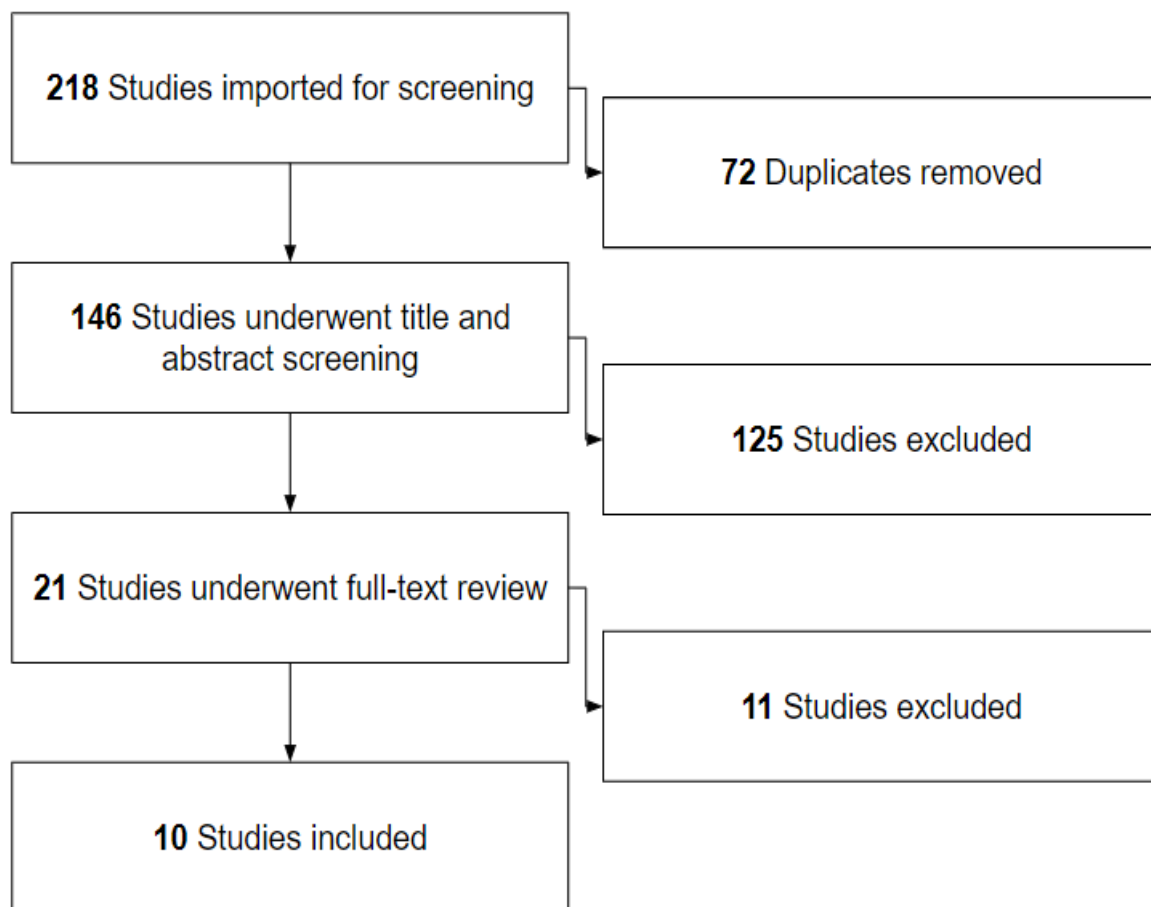 218 Studies imported for screening
72 Duplicates removed
146 Studies underwent title and
abstract screening
125 Studies excluded
21 Studies underwent full-text review
11 Studies excluded
10 Studies included